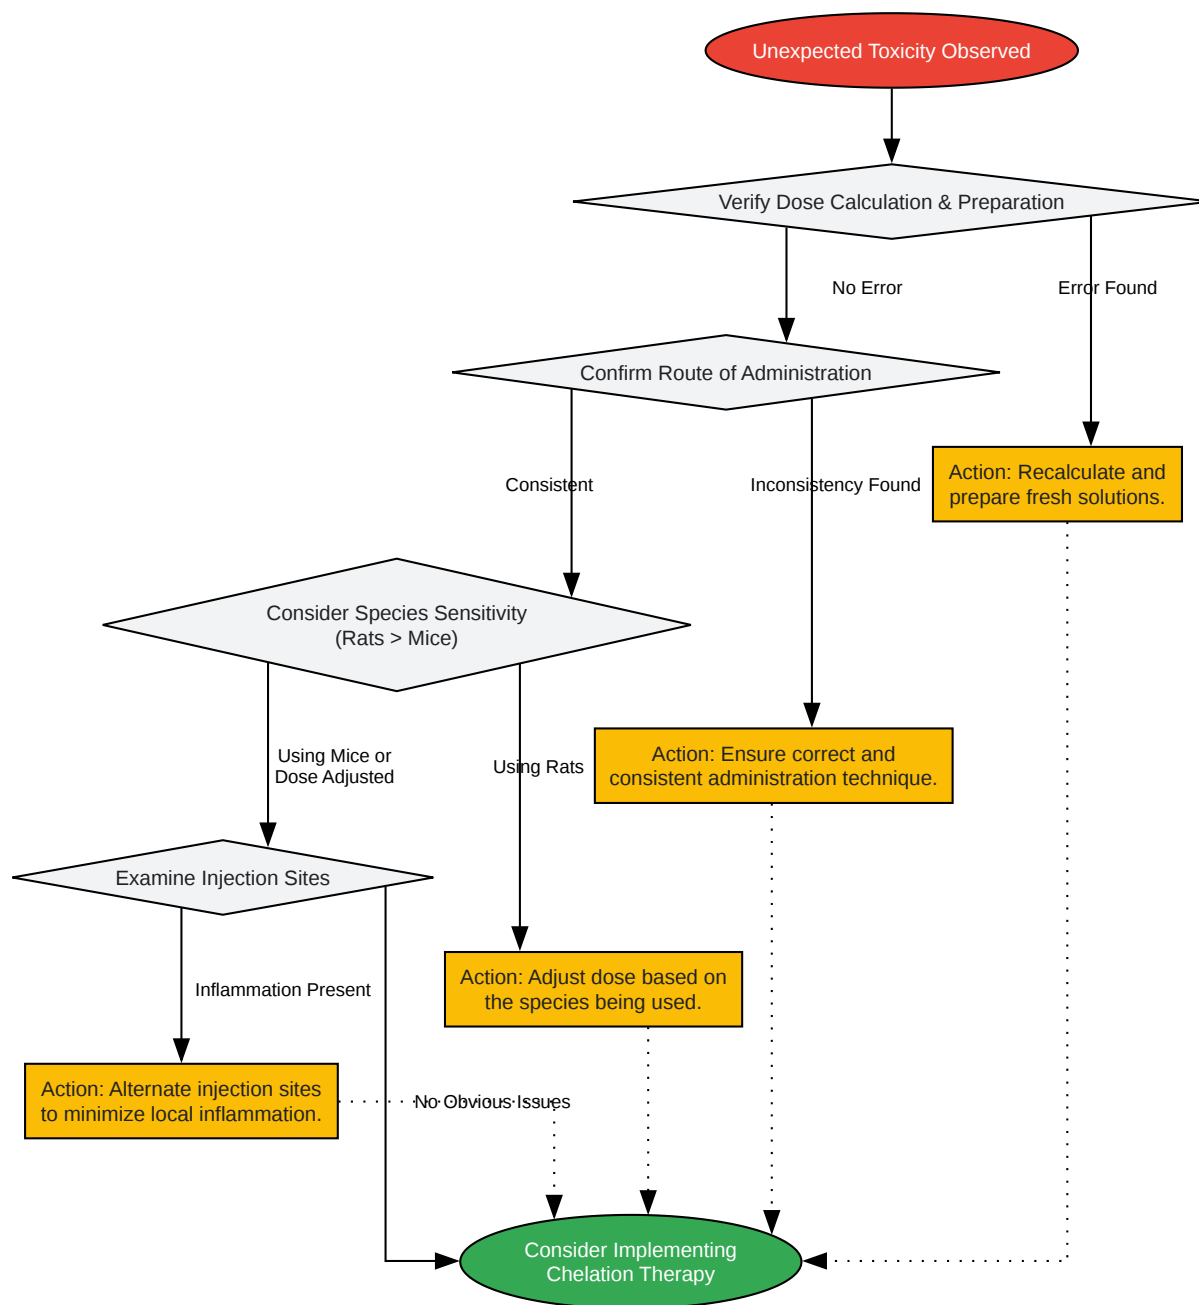 Unexpected Toxicity Observed
Verify Dose Calculation & Preparation
No Error
Error Found
Confirm Route of Administration
Consistent
Inconsistency Found
Action: Recalculate and
prepare fresh solutions.
Consider Species Sensitivity
(Rats > Mice)
Using Mice or
Dose Adjusted
Using Rats
Action: Ensure correct and
consistent administration technique.
Examine Injection Sites
Inflammation Present
Action: Adjust dose based on
the species being used.
Action: Alternate injection sites
to minimize local inflammation.
No Obvious Issues
Consider Implementing
Chelation Therapy